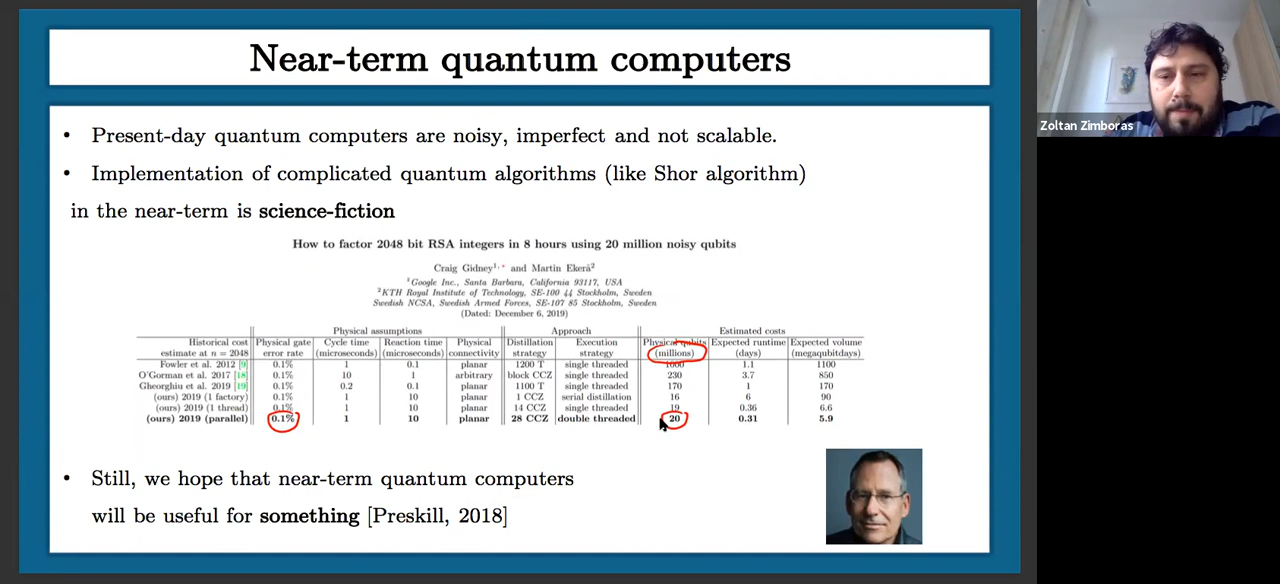 Near-term quantum computers
Zoltan Zimboras
• Present-day quantum conputers are noisy, imperfect and not scalable.
• Implementation of complicated quantum algorithms (like Shor algorithm)
in the near-term is science-fiction
How to factor 2048 bit RSA integers in 8 hours using 20 million noisy qubits
Craig Gidney¹,* and Martin Ekerå²
¹Google Inc., Santa Barbara, California 93117, USA
²KTH Royal Institute of Technology, SE-100 44 Stockholm, Sweden
Swedish NCSA, Swedish Armed Forces, SE-107 85 Stockholm, Sweden
(Dated: December 6, 2019)
Physical assumptions Approach Estimated costs
Historical cost Physical gate Cycle time Reaction time Physical Distillation Execution Physical qubits Expected runtime Expected volume
estimate at n = 2048 error rate (microseconds) (microseconds) connectivity strategy strategy (millions) (days) (megaqubitdays)
Fowler et al. 2012 [9] 0.1% 1 0.1 planar 1200 T single threaded 1000 1.1 1100
O'Gorman et al. 2017 [18] 0.1% 10 1 arbitrary block CCZ single threaded 230 3.7 850
Gheorghiu et al. 2019 [19] 0.1% 0.2 0.1 planar 1100 T single threaded 170 1 170
(ours) 2019 (1 factory) 0.1% 1 10 planar 1 CCZ serial distillation 16 6 90
(ours) 2019 (1 thread) 0.1% 1 10 planar 14 CCZ single threaded 19 0.36 6.6
(ours) 2019 (parallel) 0.1% 1 10 planar 28 CCZ double threaded 20 0.31 5.9
• Still, we hope that near-term quantum computers
will be useful for something [Preskill, 2018]